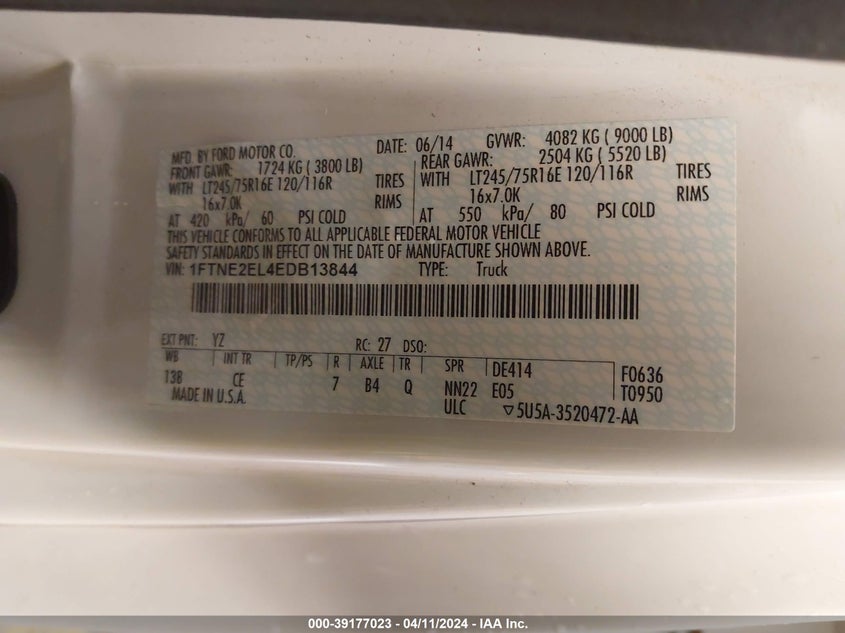 MFD. BY FORD MOTOR CO. DATE: 06/14 GVWR: 4082 KG ( 9000 LB)
FRONT GAWR: 1724 KG ( 3800 LB) REAR GAWR: 2504 KG ( 5520 LB)
WITH LT245/75R16E 120/116R TIRES WITH LT245/75R16E 120/116R TIRES
16x7.0K RIMS 16x7.0K RIMS
AT 420 kPa/ 60 PSI COLD AT 550 kPa/ 80 PSI COLD
THIS VEHICLE CONFORMS TO ALL APPLICABLE FEDERAL MOTOR VEHICLE
SAFETY STANDARDS IN EFFECT ON THE DATE OF MANUFACTURE SHOWN ABOVE.
VIN: 1FTNE2EL4EDB13844 TYPE: Truck
EXT PNT: YZ RC: 27 DSO:
WB INT TR TP/PS R AXLE TR SPR DE414 F0636
138 CE 7 B4 Q NN22 E05 T0950
MADE IN U.S.A. ULC ▽5U5A-3520472-AA
000-39177023 - 04/11/2024 - IAA Inc.